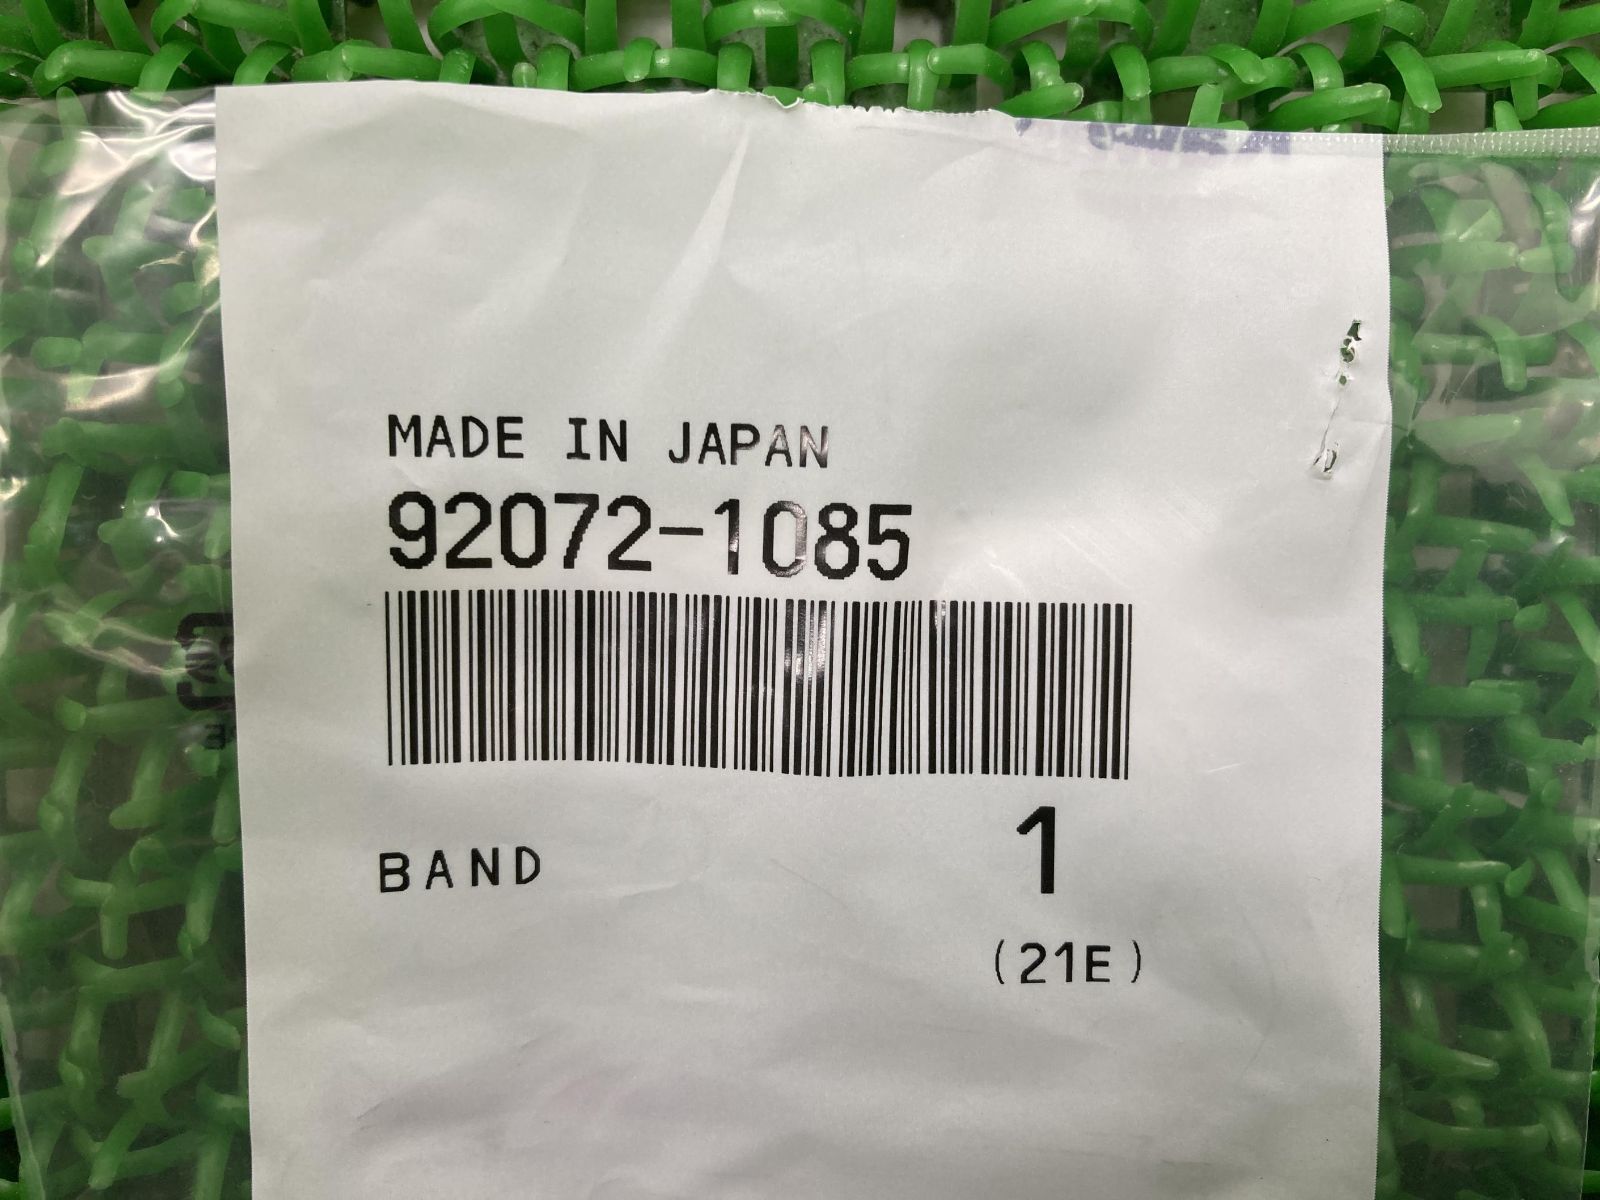 MADE IN JAPAN
92072-1085
BAND
1
(21E)